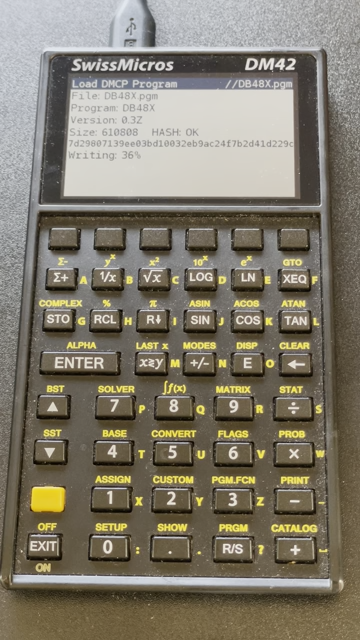 SwissMicros DM42
Load DMCP Program //DB48X.pgm
File: DB48X.pgm
Program: DB48X
Version: 0.3Z
Size: 610808 HASH: OK
7d29807139ee03bd10032eb9ac24f7b2d41d229c
Writing: 36%
Σ- yˣ x² 10ˣ eˣ GTO
Σ+ A 1/x B √x C LOG D LN E XEQ F
COMPLEX % π ASIN ACOS ATAN
STO G RCL H R↓ I SIN J COS K TAN L
ALPHA LAST x MODES DISP CLEAR
ENTER x≷y M +/- N E O ←
BST SOLVER ∫f(x) MATRIX STAT
▲ 7 P 8 Q 9 R ÷ S
SST BASE CONVERT FLAGS PROB
▼ 4 T 5 U 6 V × W
ASSIGN CUSTOM PGM.FCN PRINT
1 X 2 Y 3 Z − -
OFF SETUP SHOW PRGM CATALOG
EXIT 0 : . . R/S ? +
ON